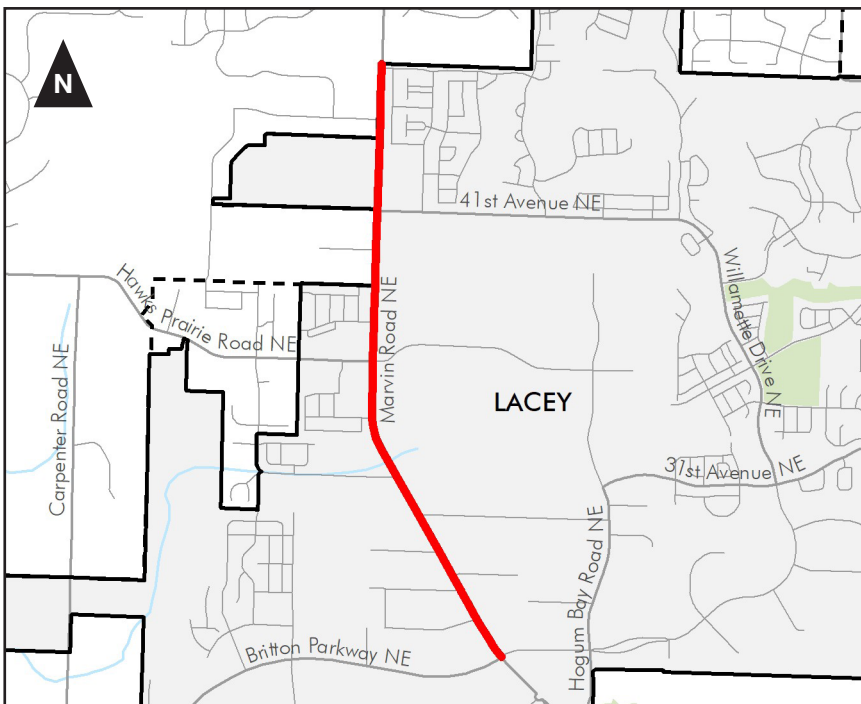 N
41st Avenue NE
Hawks Prairie Road NE
Willamette Drive NE
Marvin Road NE
Carpenter Road NE
LACEY
31st Avenue NE
Hogum Bay Road NE
Britton Parkway NE